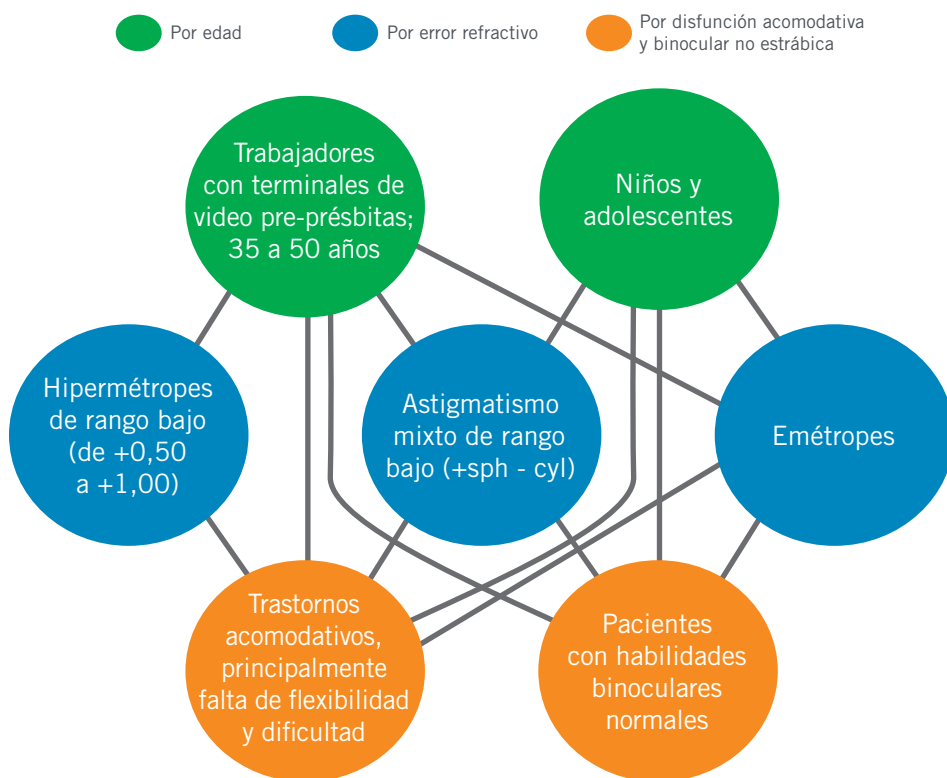 Por edad
Por error refractivo
Por disfunción acomodativa
y binocular no estrábica
Trabajadores
con terminales de
video pre-présbitas;
35 a 50 años
Niños y
adolescentes
Hipermétropes
de rango bajo
(de +0,50
a +1,00)
Astigmatismo
mixto de rango
bajo (+sph - cyl)
Emétropes
Trastornos
acomodativos,
principalmente
falta de flexibilidad
y dificultad
Pacientes
con habilidades
binoculares
normales